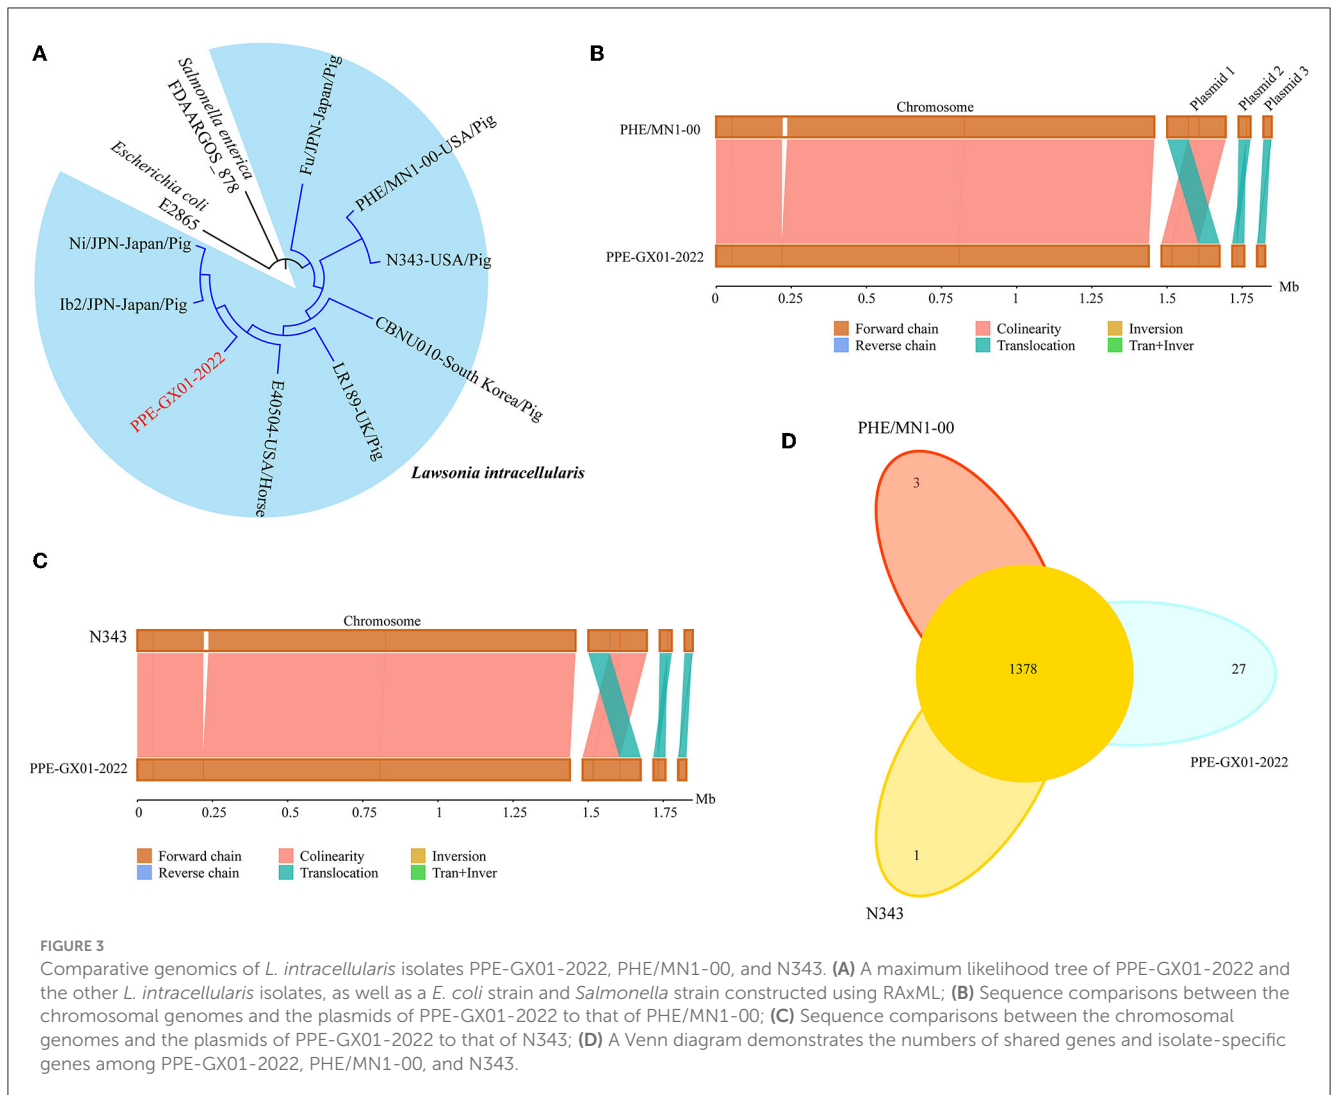 A
Salmonella enterica
FDAARGOS_878
Escherichia coli
E2865
Fu/JPN-Japan/Pig
PHE/MN1-00-USA/Pig
N343-USA/Pig
CBNU010-South Korea/Pig
LR189-UK/Pig
E40504-USA/Horse
PPE-GX01-2022
Ib2/JPN-Japan/Pig
Ni/JPN-Japan/Pig
Lawsonia intracellularis
B
Chromosome
Plasmid 1
Plasmid 2
Plasmid 3
PHE/MN1-00
PPE-GX01-2022
0 0.25 0.5 0.75 1 1.25 1.5 1.75 Mb
Forward chain Colinearity Inversion
Reverse chain Translocation Tran+Inver
C
Chromosome
N343
PPE-GX01-2022
0 0.25 0.5 0.75 1 1.25 1.5 1.75 Mb
Forward chain Colinearity Inversion
Reverse chain Translocation Tran+Inver
D
PHE/MN1-00
3
1378
27
PPE-GX01-2022
1
N343
FIGURE 3
Comparative genomics of L. intracellularis isolates PPE-GX01-2022, PHE/MN1-00, and N343. (A) A maximum likelihood tree of PPE-GX01-2022 and
the other L. intracellularis isolates, as well as a E. coli strain and Salmonella strain constructed using RAxML; (B) Sequence comparisons between the
chromosomal genomes and the plasmids of PPE-GX01-2022 to that of PHE/MN1-00; (C) Sequence comparisons between the chromosomal
genomes and the plasmids of PPE-GX01-2022 to that of N343; (D) A Venn diagram demonstrates the numbers of shared genes and isolate-specific
genes among PPE-GX01-2022, PHE/MN1-00, and N343.